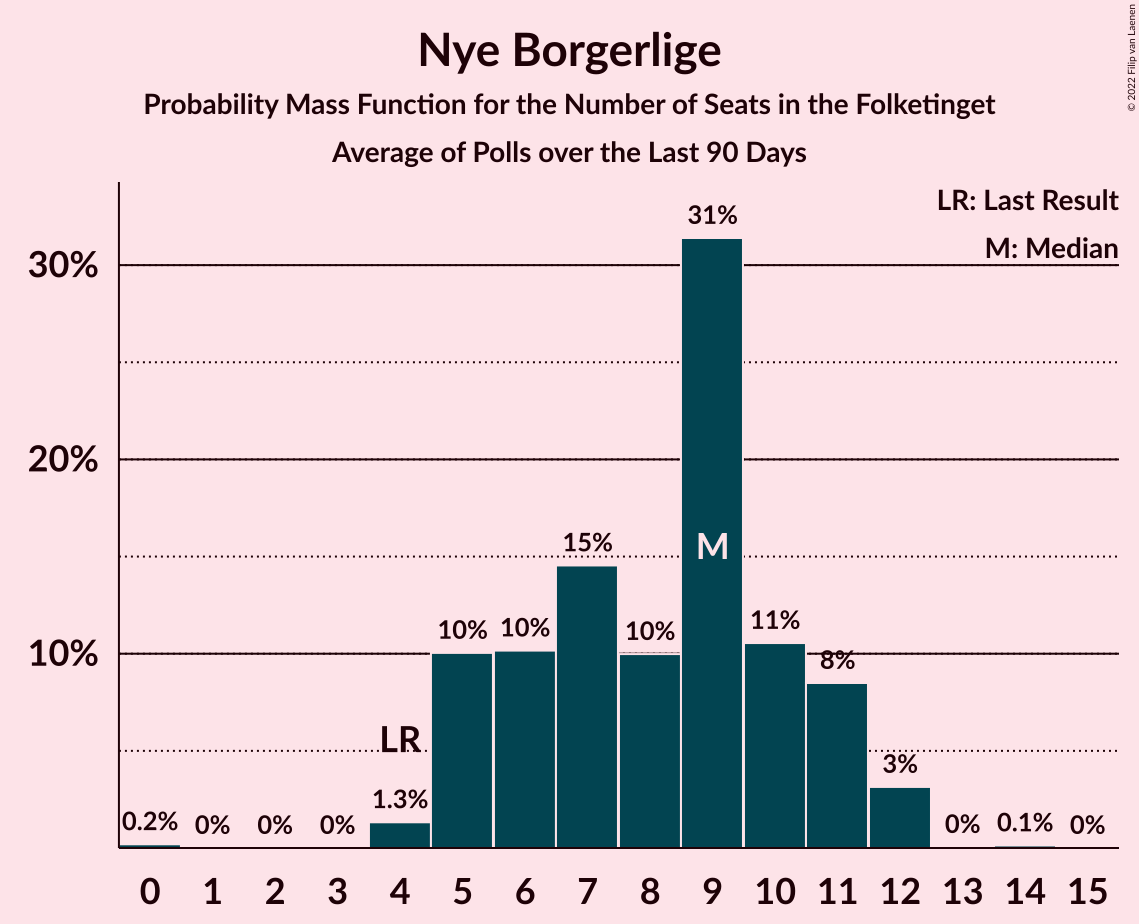 Nye Borgerlige
Probability Mass Function for the Number of Seats in the Folketinget
Average of Polls over the Last 90 Days
© 2022 Filip van Laenen
LR: Last Result
M: Median
30%
20%
10%
0.2%
0%
0%
0%
1.3%
LR
10%
10%
15%
10%
31%
M
11%
8%
3%
0%
0.1%
0%
0 1 2 3 4 5 6 7 8 9 10 11 12 13 14 15